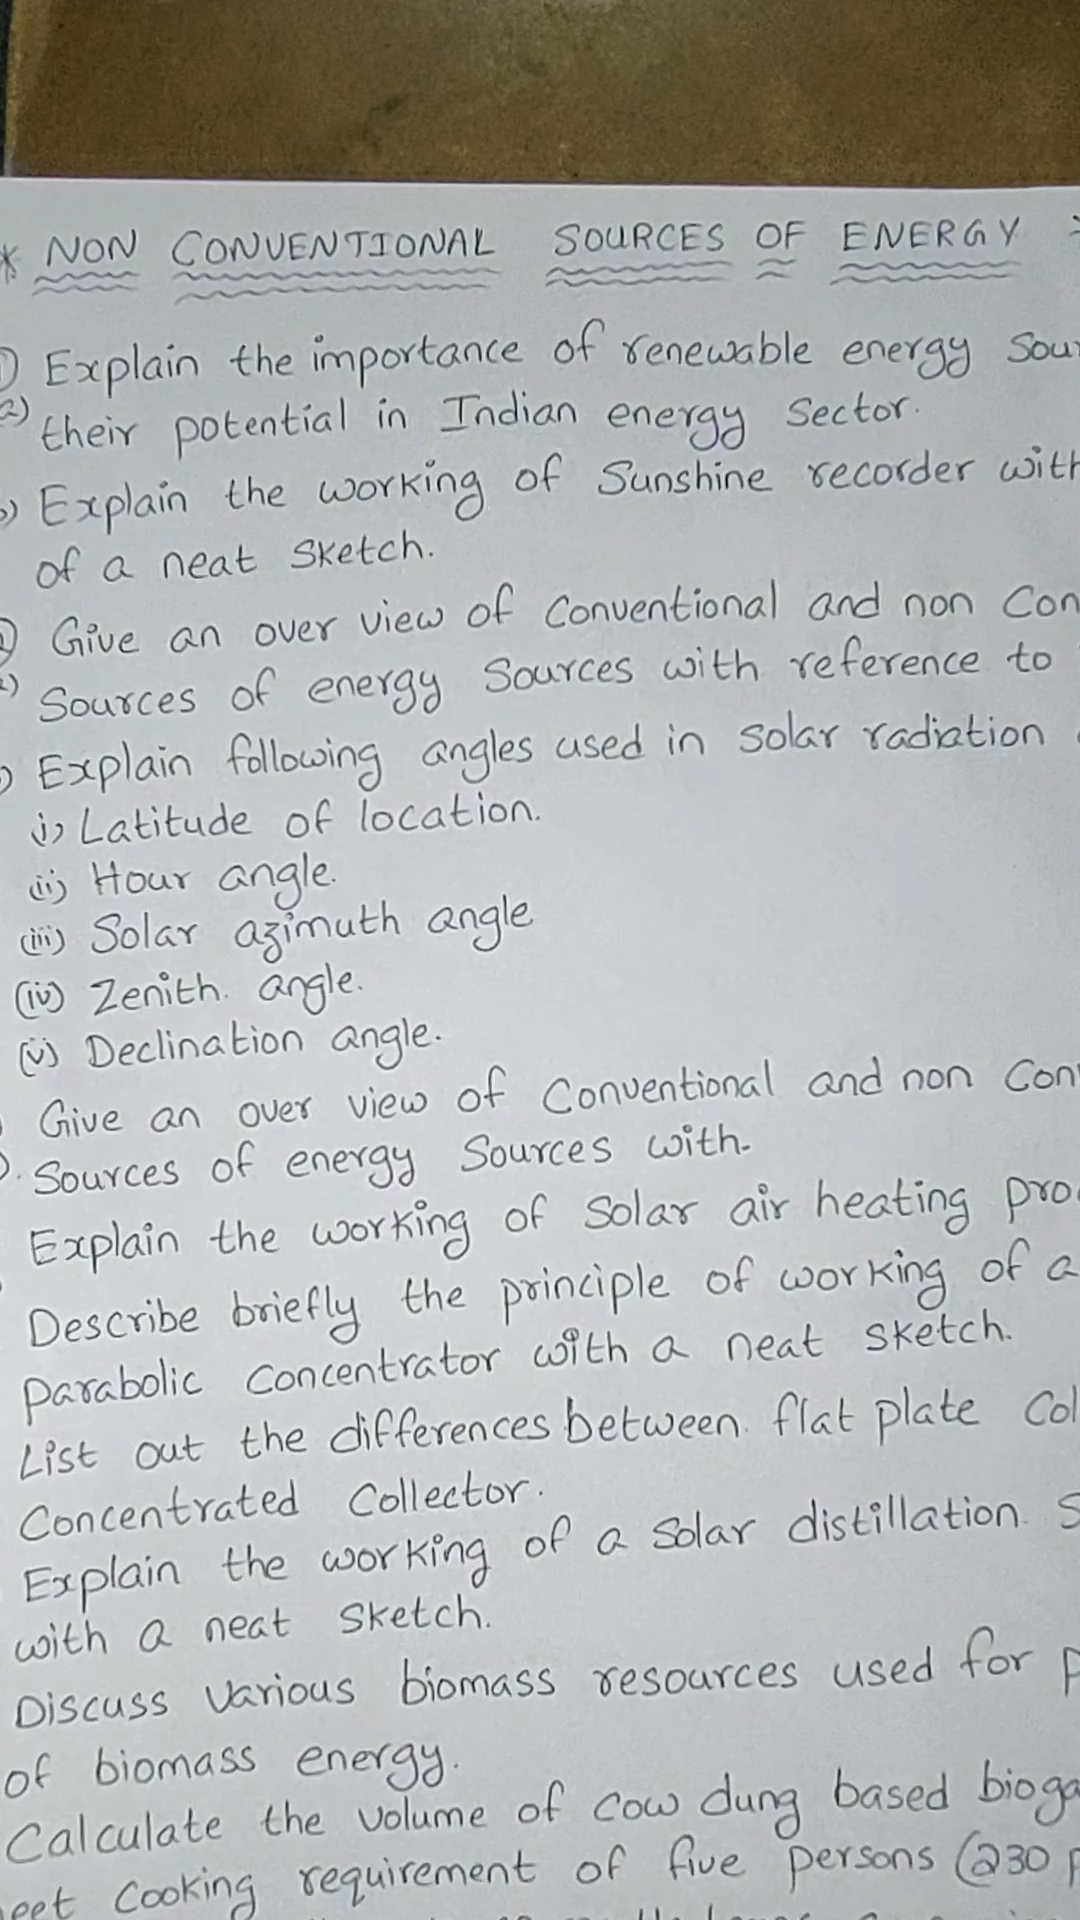 * NON CONVENTIONAL SOURCES OF ENERGY
1) Explain the importance of renewable energy
a) their potential in Indian energy Sector.
b) Explain the working of Sunshine recorder with
of a neat sketch.
Give an over view of Conventional and non
Sources of energy Sources with reference to
Explain following angles used in solar radiation
i) Latitude of location.
(ii) Hour angle.
(iii) Solar azimuth angle
(iv) Zenith. angle.
(v) Declination angle.
Give an over view of Conventional and non
Sources of energy Sources with.
Explain the working of Solar air heating
Describe briefly the principle of working of a
parabolic concentrator with a neat sketch.
List out the differences between. flat plate
Concentrated Collector.
Explain the working of a Solar distillation
with a neat sketch.
Discuss various biomass resources used for
of biomass energy.
Calculate the volume of cow dung based
cooking requirement of five persons (@30